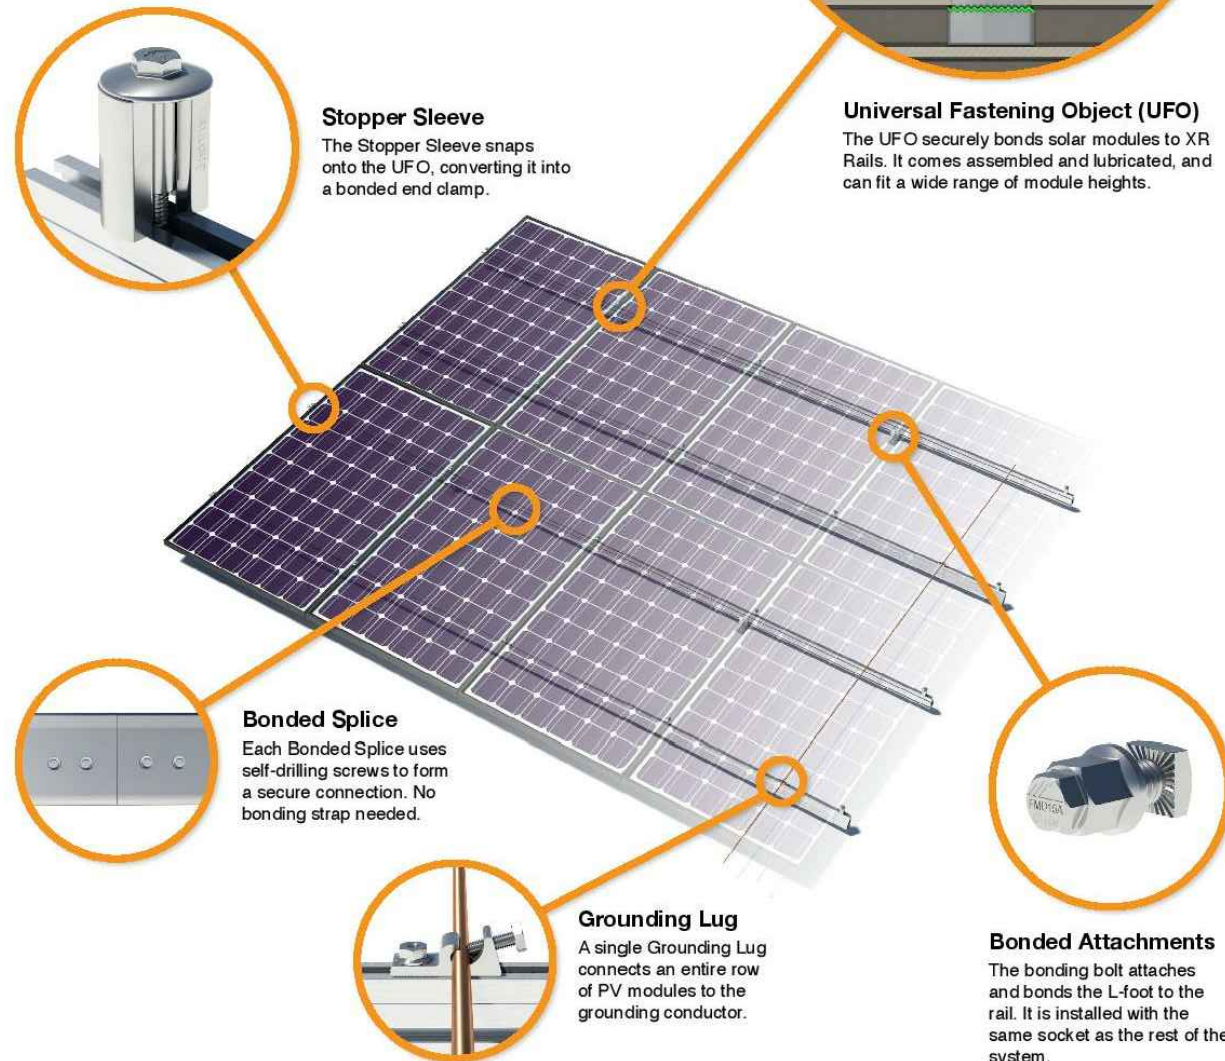 Stopper Sleeve
The Stopper Sleeve snaps
onto the UFO, converting it into
a bonded end clamp.
Universal Fastening Object (UFO)
The UFO securely bonds solar modules to XR
Rails. It comes assembled and lubricated, and
can fit a wide range of module heights.
Bonded Splice
Each Bonded Splice uses
self-drilling screws to form
a secure connection. No
bonding strap needed.
Grounding Lug
A single Grounding Lug
connects an entire row
of PV modules to the
grounding conductor.
Bonded Attachments
The bonding bolt attaches
and bonds the L-foot to the
rail. It is installed with the
same socket as the rest of the
system.